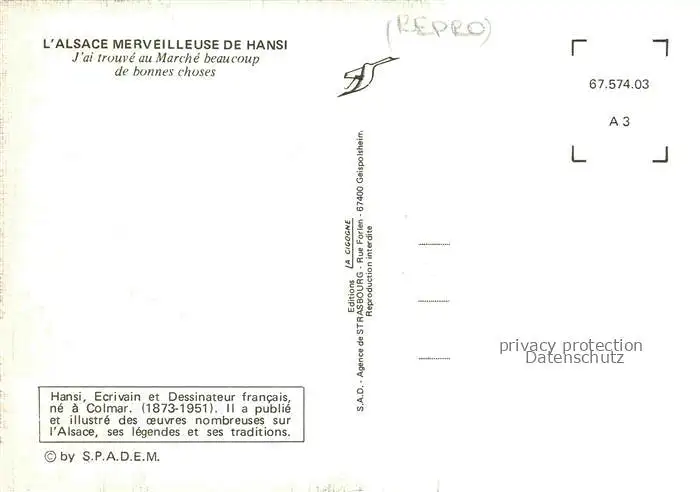 (REPRO)
L'ALSACE MERVEILLEUSE DE HANSI
J'ai trouvé au Marché beaucoup
de bonnes choses
67.574.03
A 3
Editions LA CIGOGNE
S.A.D. - Agence de STRASBOURG - Rue Forlen - 67400 Geispolsheim.
Reproduction interdite
privacy protection
Datenschutz
Hansi, Ecrivain et Dessinateur français,
né à Colmar. (1873-1951). Il a publié
et illustré des œuvres nombreuses sur
l'Alsace, ses légendes et ses traditions.
© by S.P.A.D.E.M.